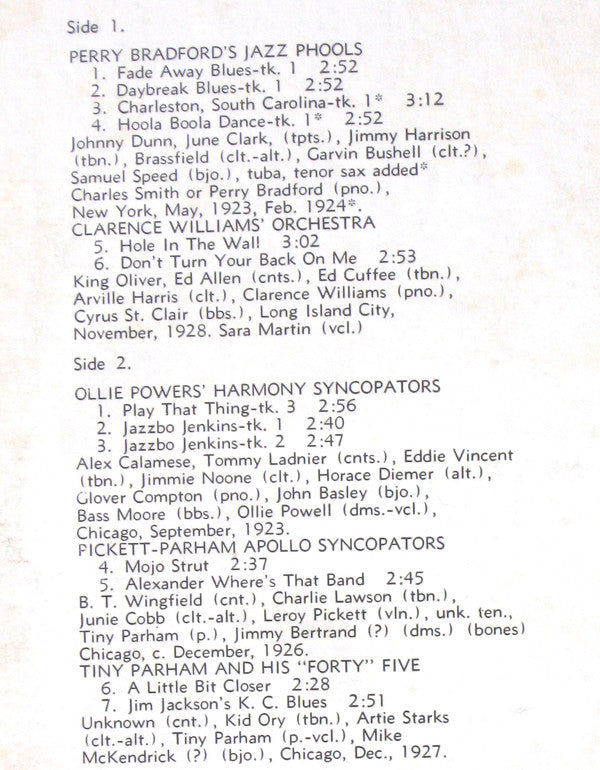 Side 1.
PERRY BRADFORD'S JAZZ PHOOLS
1. Fade Away Blues-tk. 1 2:52
2. Daybreak Blues-tk. 1 2:52
3. Charleston, South Carolina-tk. 1* 3:12
4. Hoola Boola Dance-tk. 1* 2:52
Johnny Dunn, June Clark, (tpts.), Jimmy Harrison
(tbn.), Brassfield (clt.-alt.), Garvin Bushell (clt.?),
Samuel Speed (bjo.), tuba, tenor sax added*
Charles Smith or Perry Bradford (pno.),
New York, May, 1923, Feb. 1924*.
CLARENCE WILLIAMS' ORCHESTRA
5. Hole In The Wall 3:02
6. Don't Turn Your Back On Me 2:53
King Oliver, Ed Allen (cnts.), Ed Cuffee (tbn.),
Arville Harris (clt.), Clarence Williams (pno.),
Cyrus St. Clair (bbs.), Long Island City,
November, 1928. Sara Martin (vcl.)
Side 2.
OLLIE POWERS' HARMONY SYNCOPATORS
1. Play That Thing-tk. 3 2:56
2. Jazzbo Jenkins-tk. 1 2:40
3. Jazzbo Jenkins-tk. 2 2:47
Alex Calamese, Tommy Ladnier (cnts.), Eddie Vincent
(tbn.), Jimmie Noone (clt.), Horace Diemer (alt.),
Glover Compton (pno.), John Basley (bjo.),
Bass Moore (bbs.), Ollie Powell (dms.-vcl.),
Chicago, September, 1923.
PICKETT-PARHAM APOLLO SYNCOPATORS
4. Mojo Strut 2:37
5. Alexander Where's That Band 2:45
B. T. Wingfield (cnt.), Charlie Lawson (tbn.),
Junie Cobb (clt.-alt.), Leroy Pickett (vln.), unk. ten.,
Tiny Parham (p.), Jimmy Bertrand (?) (dms.) (bones)
Chicago, c. December, 1926.
TINY PARHAM AND HIS "FORTY" FIVE
6. A Little Bit Closer 2:28
7. Jim Jackson's K. C. Blues 2:51
Unknown (cnt.), Kid Ory (tbn.), Artie Starks
(clt.-alt.), Tiny Parham (p.-vcl.), Mike
McKendrick (?) (bjo.), Chicago, Dec., 1927.